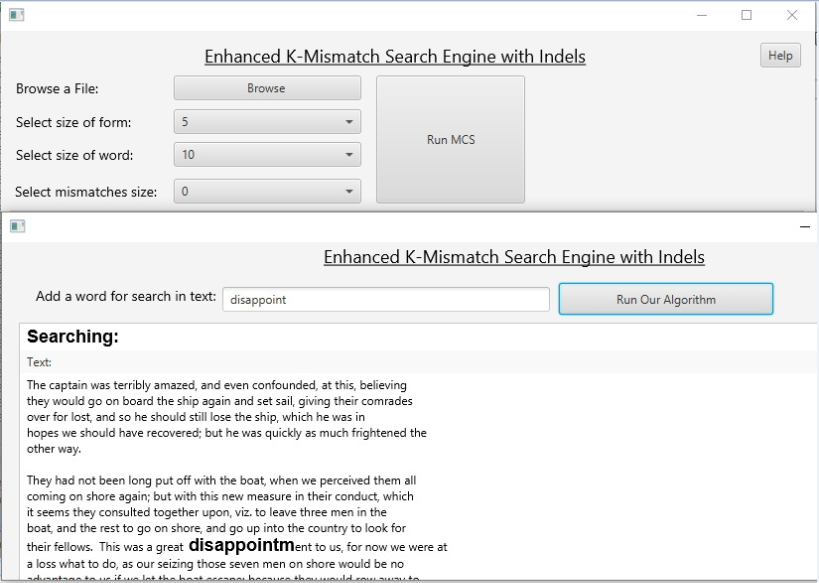 Enhanced K-Mismatch Search Engine with Indels
Help
Browse a File:
Browse
Select size of form:
5
Run MCS
Select size of word:
10
Select mismatches size:
0
Enhanced K-Mismatch Search Engine with Indels
Add a word for search in text:
disappoint
Run Our Algorithm
Searching:
Text:
The captain was terribly amazed, and even confounded, at this, believing
they would go on board the ship again and set sail, giving their comrades
over for lost, and so he should still lose the ship, which he was in
hopes we should have recovered; but he was quickly as much frightened the
other way.
They had not been long put off with the boat, when we perceived them all
coming on shore again; but with this new measure in their conduct, which
it seems they consulted together upon, viz. to leave three men in the
boat, and the rest to go on shore, and go up into the country to look for
their fellows. This was a great disappointment to us, for now we were at
a loss what to do, as our seizing those seven men on shore would be no
advantage to us if we let the boat escape; because they would row away to